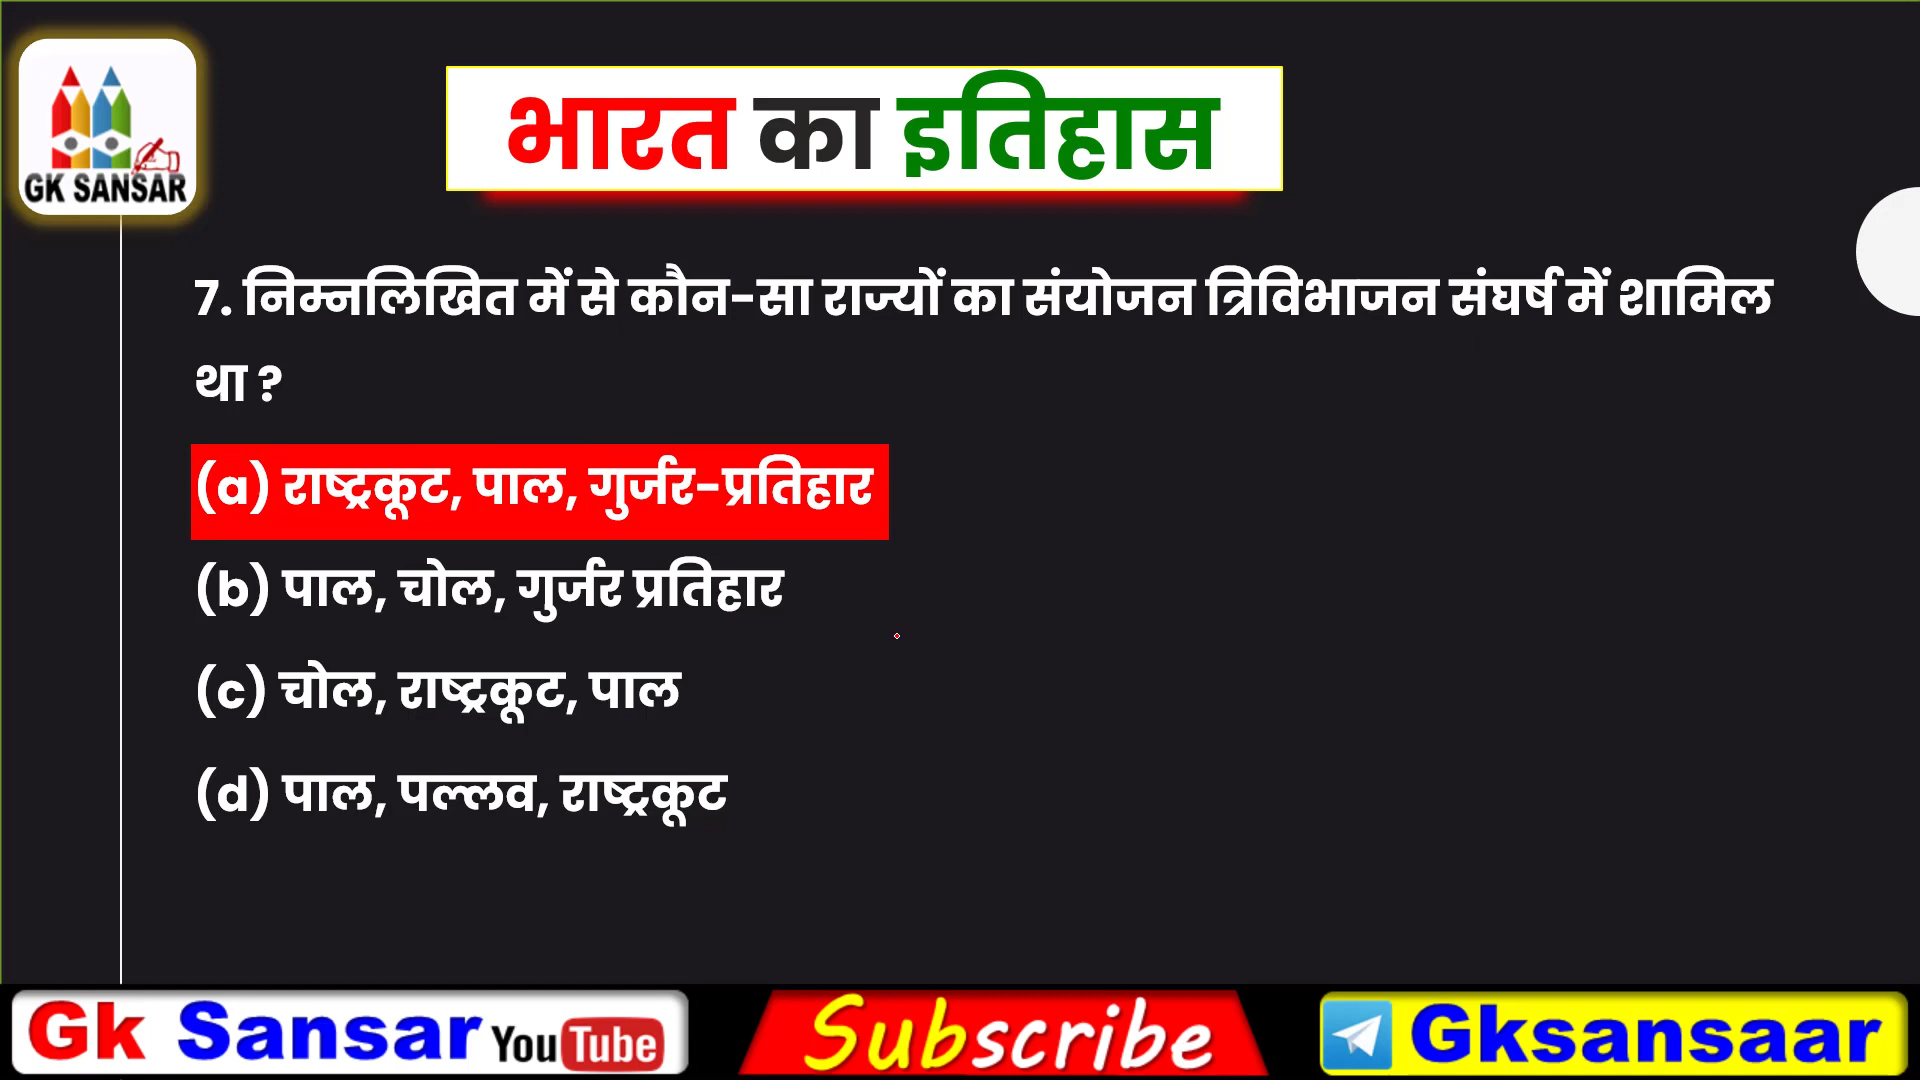 GK SANSAR
भारत का इतिहास
7. निम्नलिखित में से कौन-सा राज्यों का संयोजन त्रिविभाजन संघर्ष में शामिल
था ?
(a) राष्ट्रकूट, पाल, गुर्जर-प्रतिहार
(b) पाल, चोल, गुर्जर प्रतिहार
(c) चोल, राष्ट्रकूट, पाल
(d) पाल, पल्लव, राष्ट्रकूट
Gk Sansar YouTube Subscribe Gksansaar